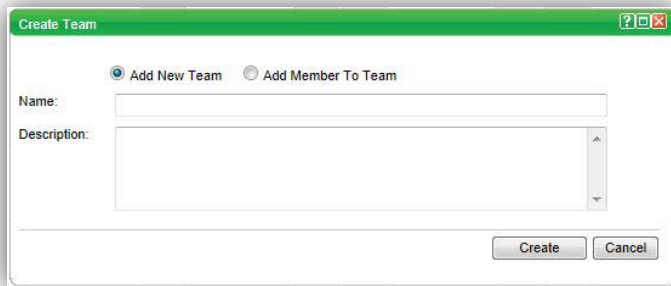 Create Team
Add New Team Add Member To Team
Name:
Description:
Create Cancel